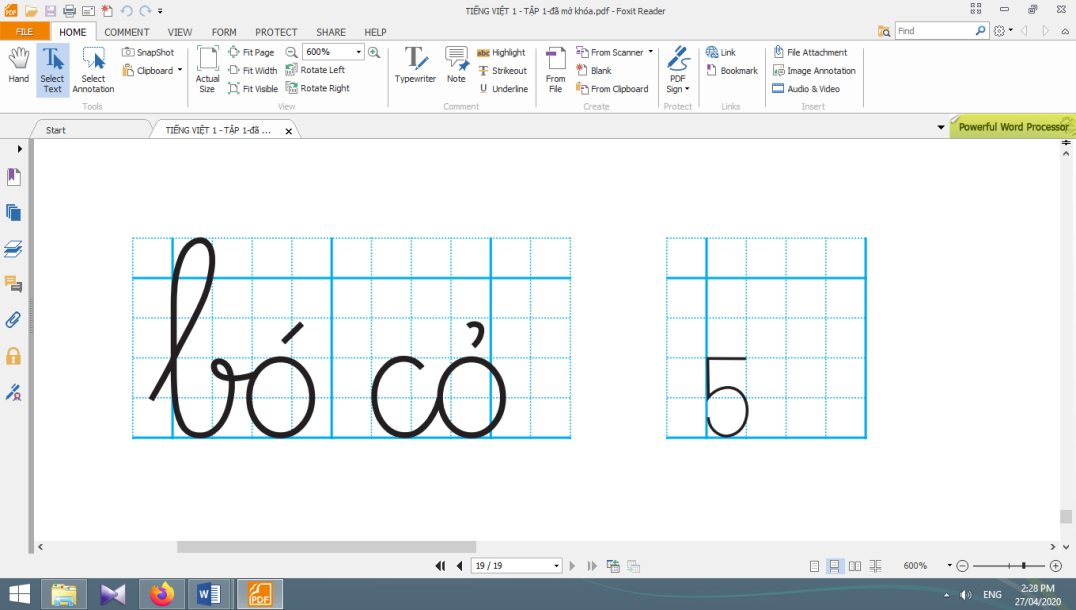 TIẾNG VIỆT 1 - TẬP 1-đã mở khóa.pdf - Foxit Reader
FILE HOME COMMENT VIEW FORM PROTECT SHARE HELP Find
Hand Select Text Select Annotation SnapShot Clipboard Tools
Actual Size Fit Page Fit Width Fit Visible 600% Rotate Left Rotate Right View
Typewriter Note Highlight Strikeout Underline Comment
From File From Scanner Blank From Clipboard Create
PDF Sign Protect
Link Bookmark Links
File Attachment Image Annotation Audio & Video Insert
Start TIẾNG VIỆT 1 - TẬP 1-đã ... Powerful Word Processor
bó cỏ 5
19 / 19 600%
ENG 2:28 PM
27/04/2020